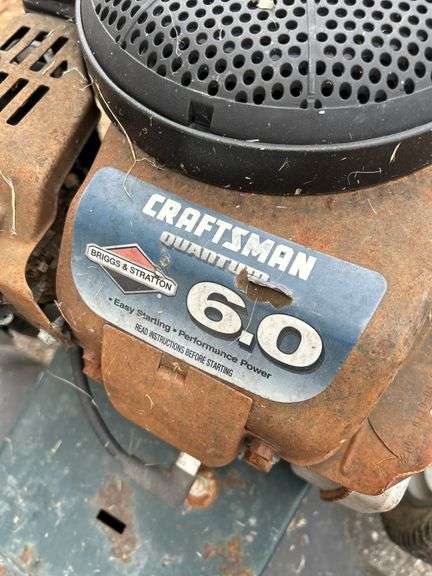 CRAFTSMAN
QUANTUM
BRIGGS & STRATTON
6.0
• Easy Starting • Performance Power
READ INSTRUCTIONS BEFORE STARTING